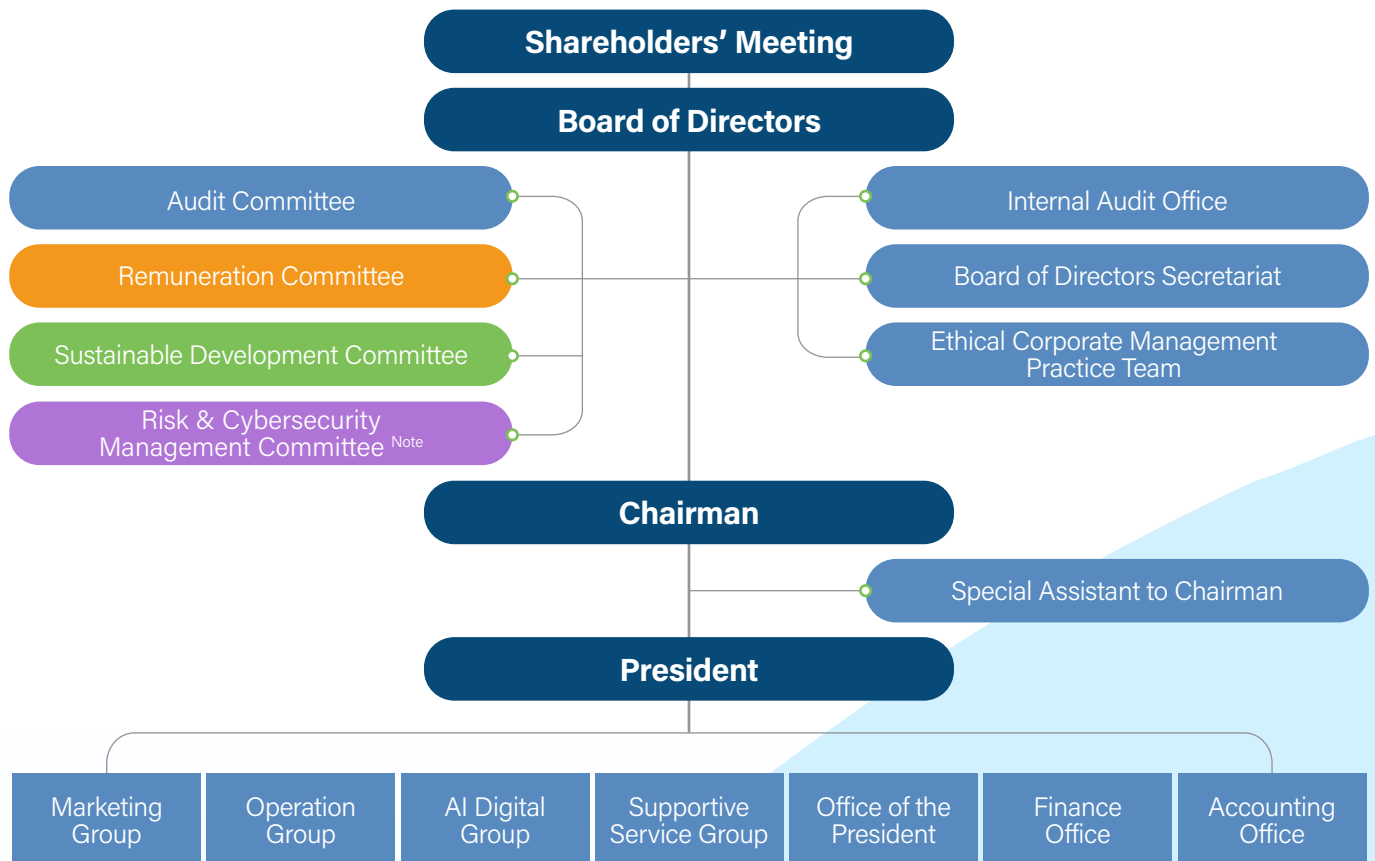 Shareholders’ Meeting
Board of Directors
Audit Committee
Internal Audit Office
Remuneration Committee
Board of Directors Secretariat
Sustainable Development Committee
Ethical Corporate Management
Practice Team
Risk & Cybersecurity
Management Committee Note
Chairman
Special Assistant to Chairman
President
Marketing
Group
Operation
Group
AI Digital
Group
Supportive
Service Group
Office of the
President
Finance
Office
Accounting
Office